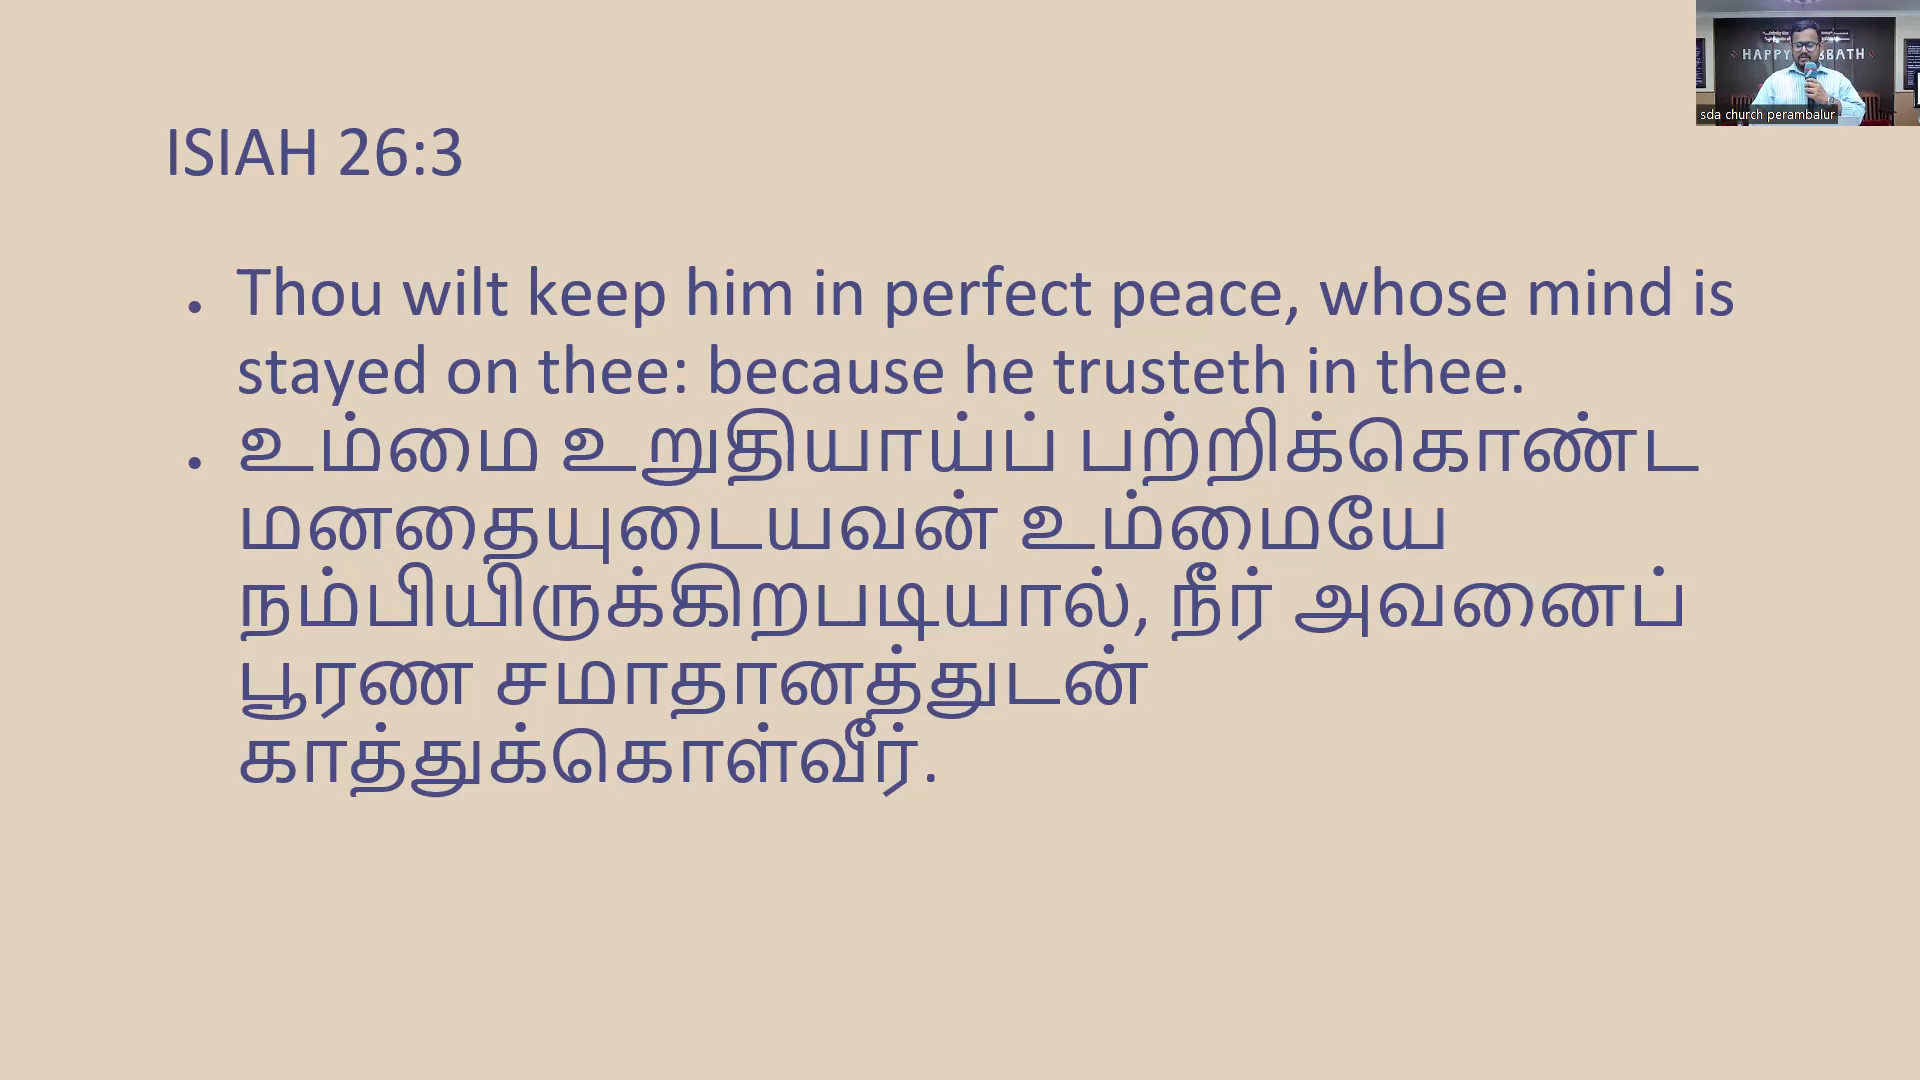 ISIAH 26:3
• Thou wilt keep him in perfect peace, whose mind is
stayed on thee: because he trusteth in thee.
• உம்மை உறுதியாய்ப் பற்றிக்கொண்ட
மனதையுடையவன் உம்மையே
நம்பியிருக்கிறபடியால், நீர் அவனைப்
பூரண சமாதானத்துடன்
காத்துக்கொள்வீர்.
HAPPY
sda church perambalur